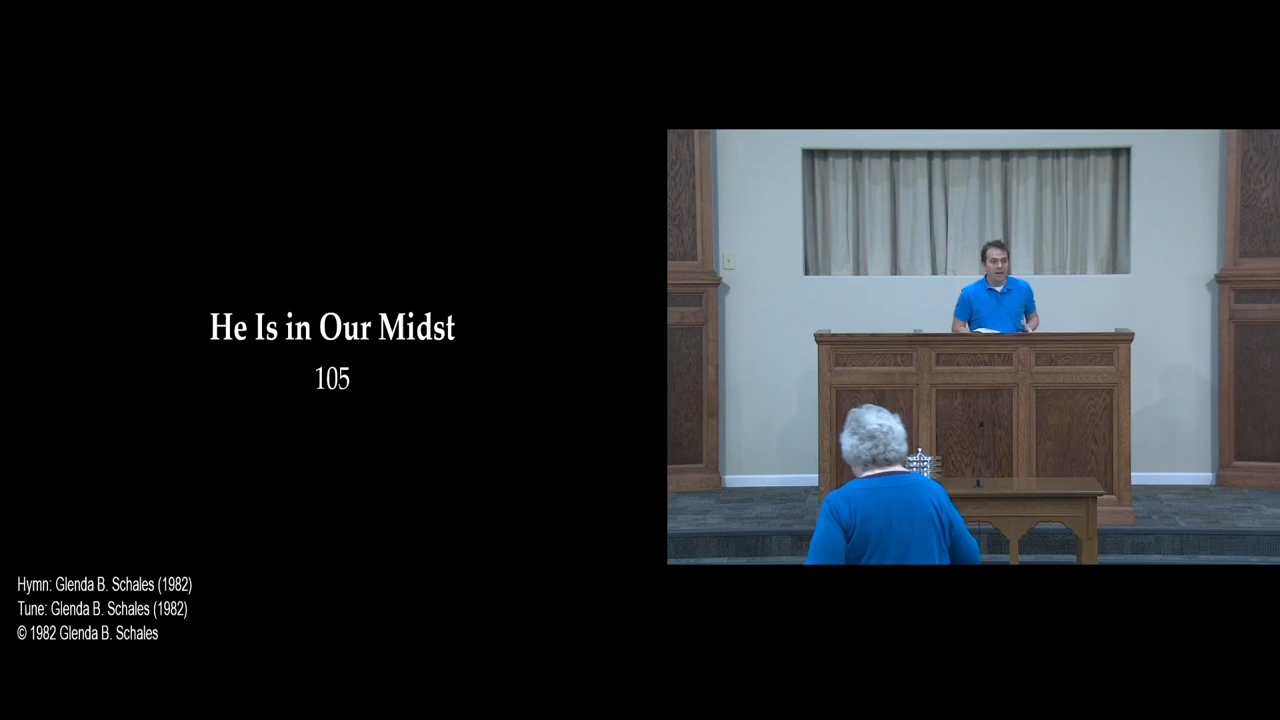 He Is in Our Midst
105
Hymn: Glenda B. Schales (1982)
Tune: Glenda B. Schales (1982)
© 1982 Glenda B. Schales